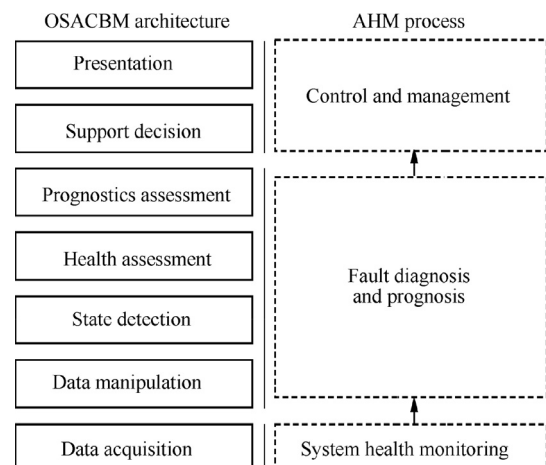 OSACBM architecture
AHM process
Presentation
Support decision
Control and management
Prognostics assessment
Health assessment
State detection
Data manipulation
Fault diagnosis
and prognosis
Data acquisition
System health monitoring